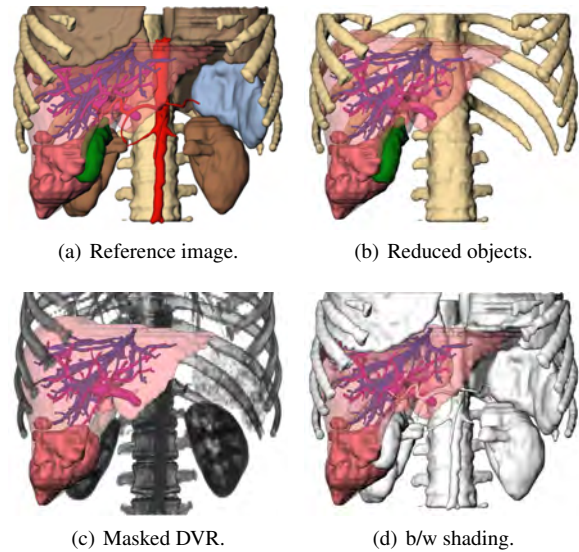 (a) Reference image.
(b) Reduced objects.
(c) Masked DVR.
(d) b/w shading.